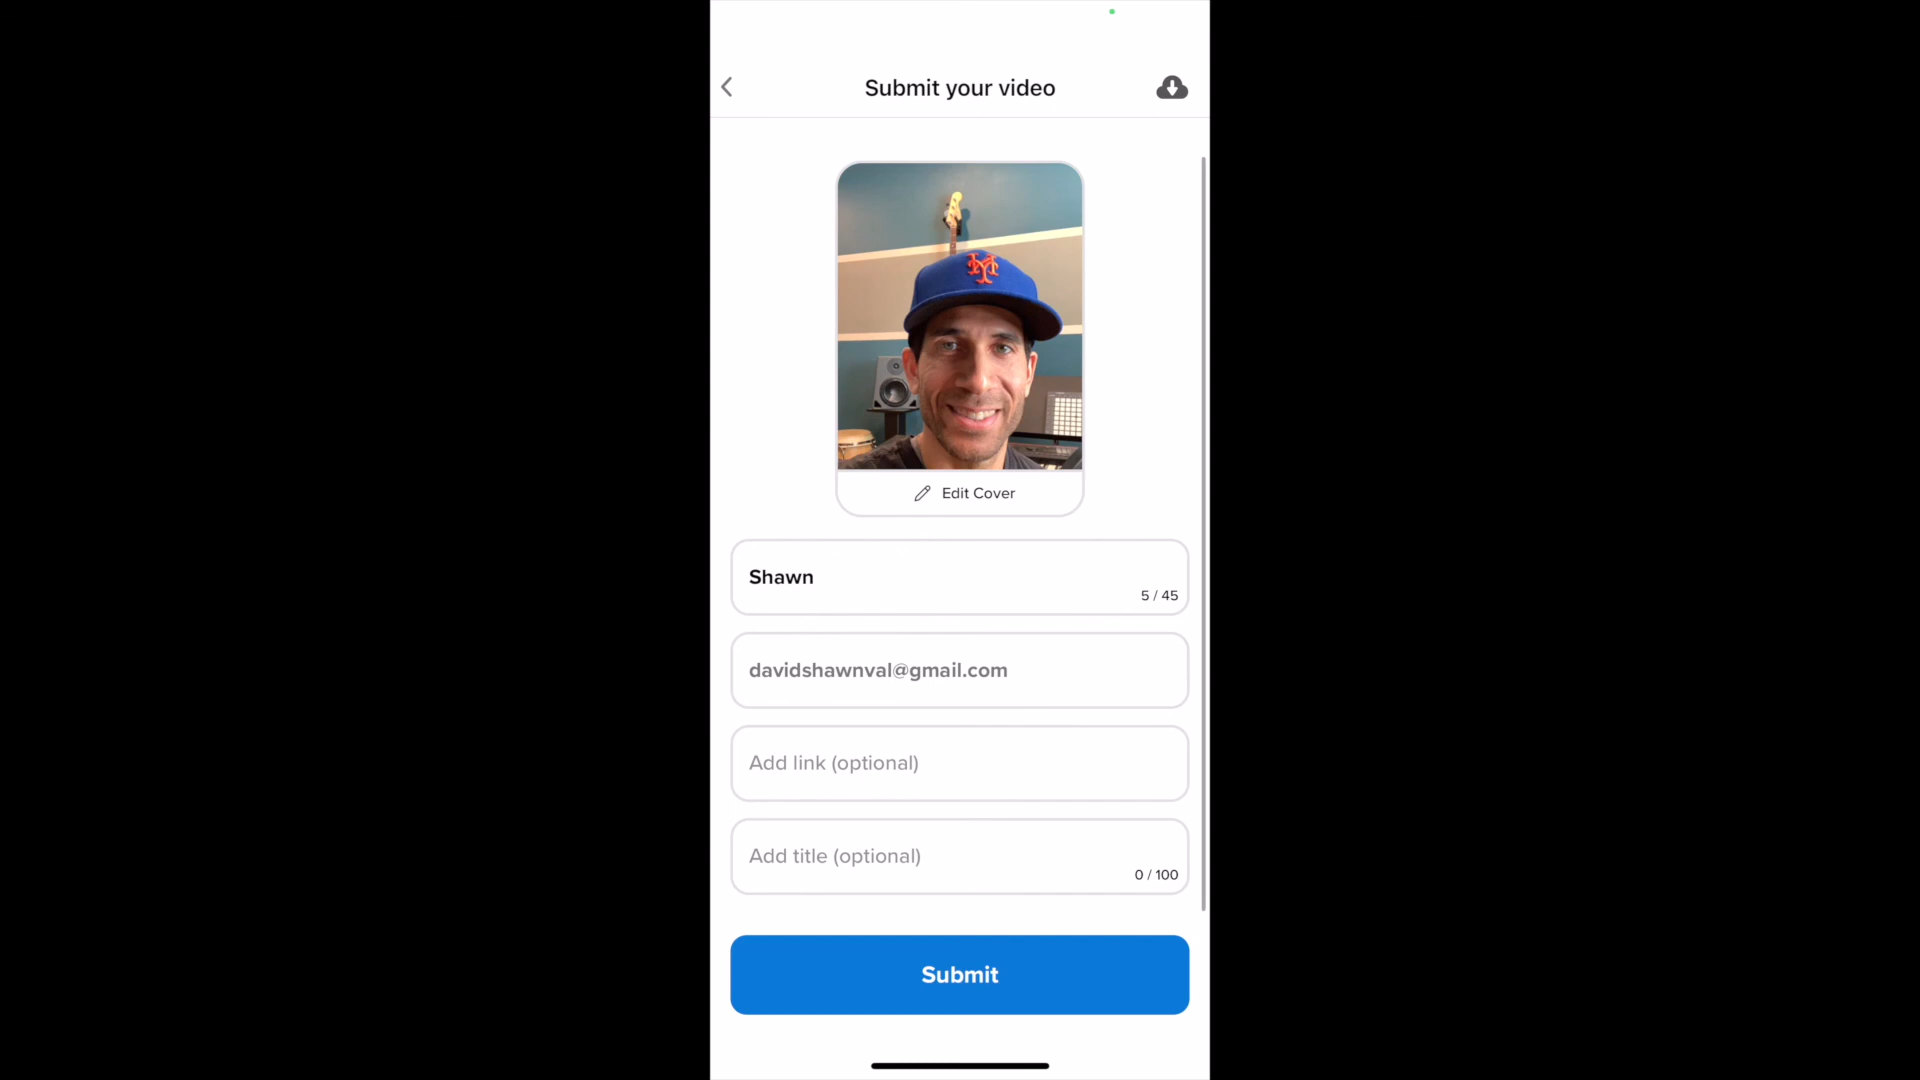 Submit your video
NY
Edit Cover
Shawn
5 / 45
davidshawnval@gmail.com
Add link (optional)
Add title (optional)
0 / 100
Submit